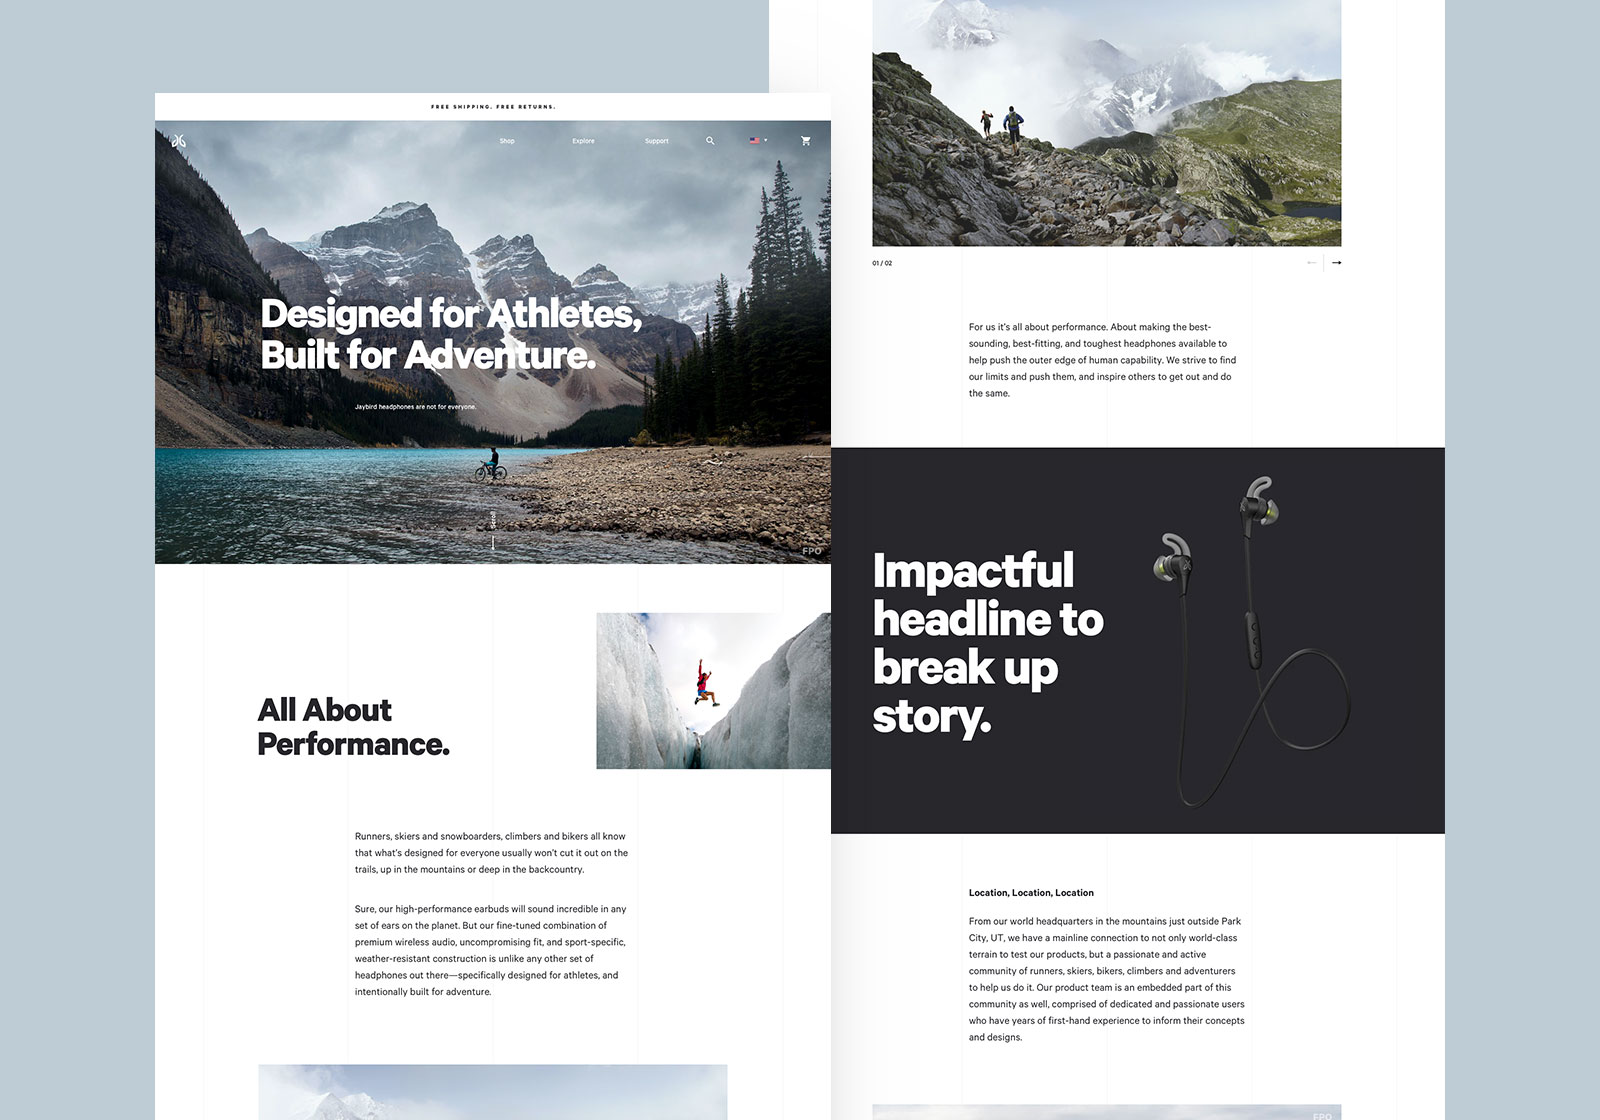 FREE SHIPPING. FREE RETURNS.
Shop
Explore
Support
Designed for Athletes,
Built for Adventure.
Jaybird headphones are not for everyone.
Scroll
FPO
All About
Performance.
Runners, skiers and snowboarders, climbers and bikers all know
that what's designed for everyone usually won't cut it out on the
trails, up in the mountains or deep in the backcountry.
Sure, our high-performance earbuds will sound incredible in any
set of ears on the planet. But our fine-tuned combination of
premium wireless audio, uncompromising fit, and sport-specific,
weather-resistant construction is unlike any other set of
headphones out there—specifically designed for athletes, and
intentionally built for adventure.
01 / 02
For us it's all about performance. About making the best-
sounding, best-fitting, and toughest headphones available to
help push the outer edge of human capability. We strive to find
our limits and push them, and inspire others to get out and do
the same.
Impactful
headline to
break up
story.
Location, Location, Location
From our world headquarters in the mountains just outside Park
City, UT, we have a mainline connection to not only world-class
terrain to test our products, but a passionate and active
community of runners, skiers, bikers, climbers and adventurers
to help us do it. Our product team is an embedded part of this
community as well, comprised of dedicated and passionate users
who have years of first-hand experience to inform their concepts
and designs.
FPO